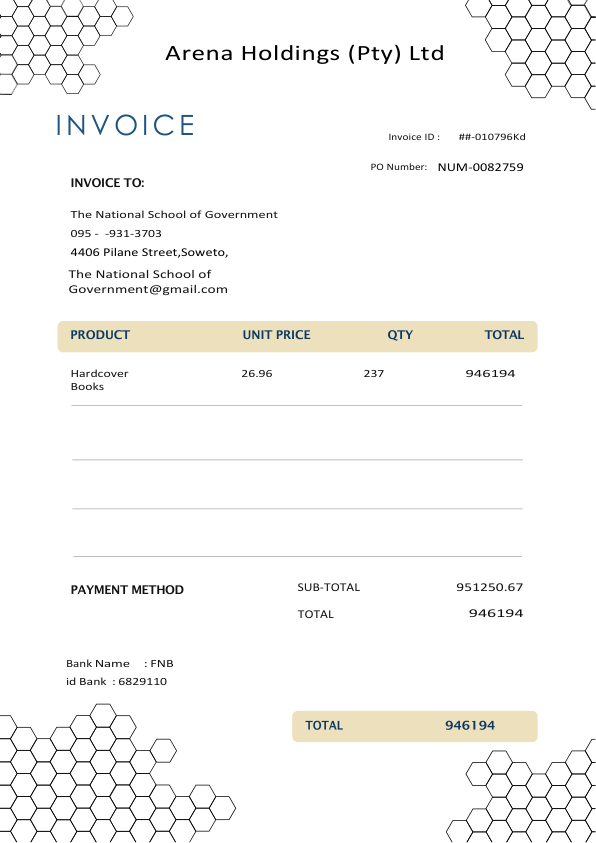 Arena Holdings (Pty) Ltd
INVOICE
Invoice ID : ##-010796Kd
PO Number: NUM-0082759
INVOICE TO:
The National School of Government
095 - -931-3703
4406 Pilane Street,Soweto,
The National School of
Government@gmail.com
PRODUCT UNIT PRICE QTY TOTAL
Hardcover 26.96 237 946194
Books
PAYMENT METHOD SUB-TOTAL 951250.67
TOTAL 946194
Bank Name : FNB
id Bank : 6829110
TOTAL 946194